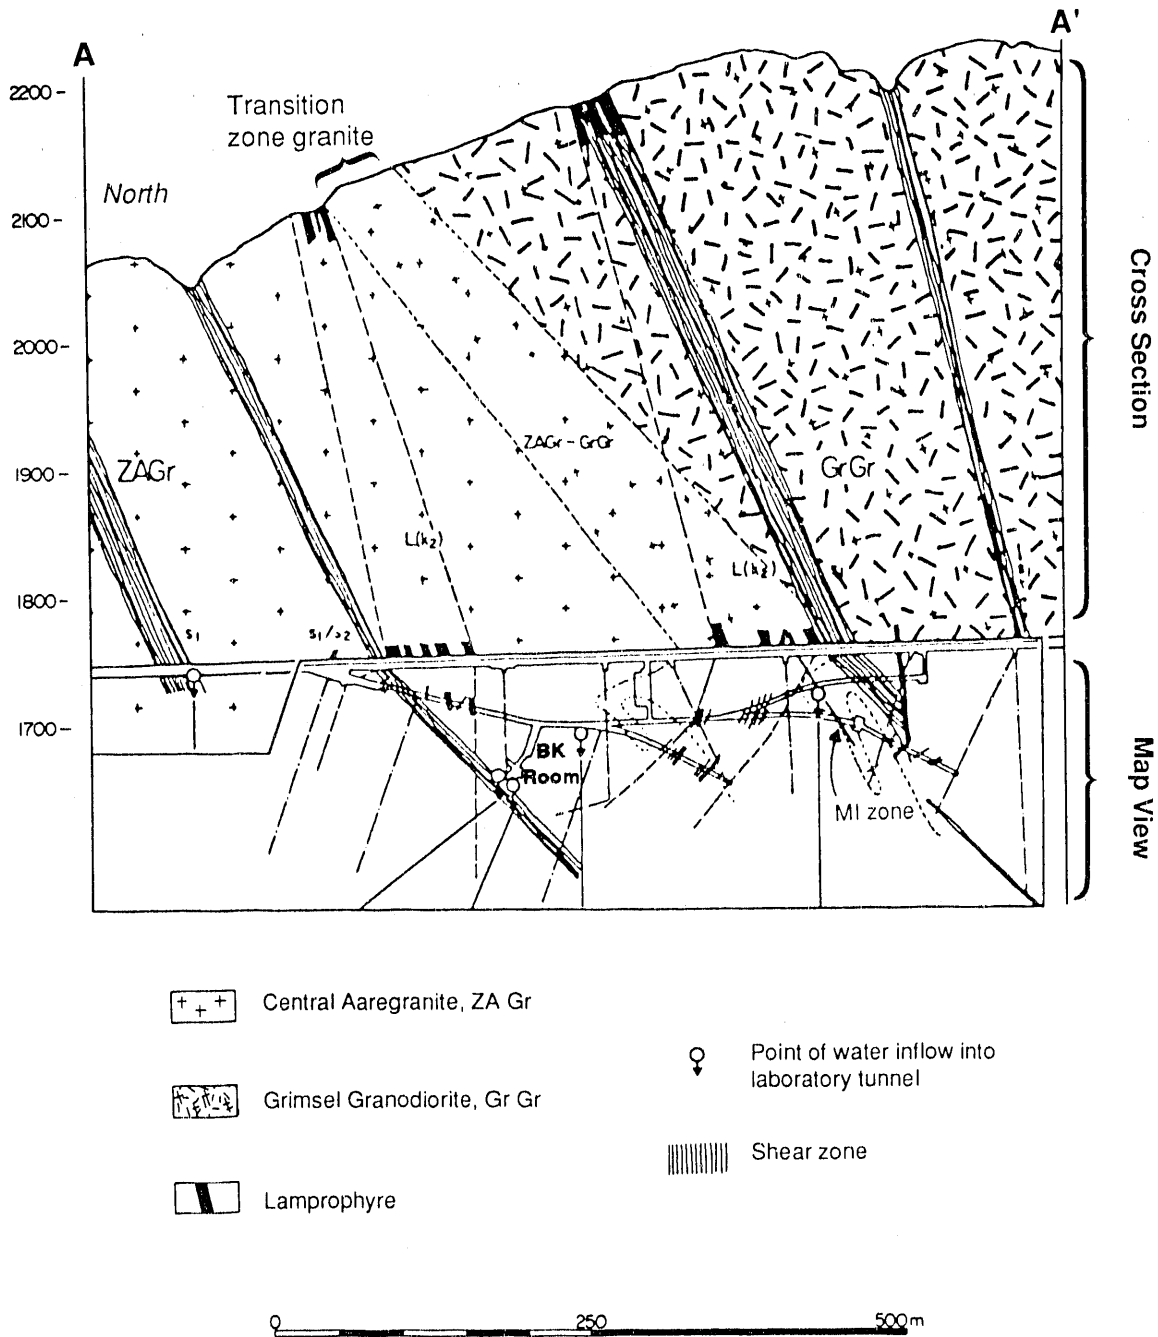 A
A'
2200-
Transition
zone granite
North
2100-
2000-
1900-
1800-
1700-
ZAGr
ZAGr - GrGr
GrGr
L(k₂)
L(k₂)
s₁
s₁/s₂
BK
Room
MI zone
Cross Section
Map View
Central Aaregranite, ZA Gr
Grimsel Granodiorite, Gr Gr
Lamprophyre
Point of water inflow into
laboratory tunnel
Shear zone
0 250 500m